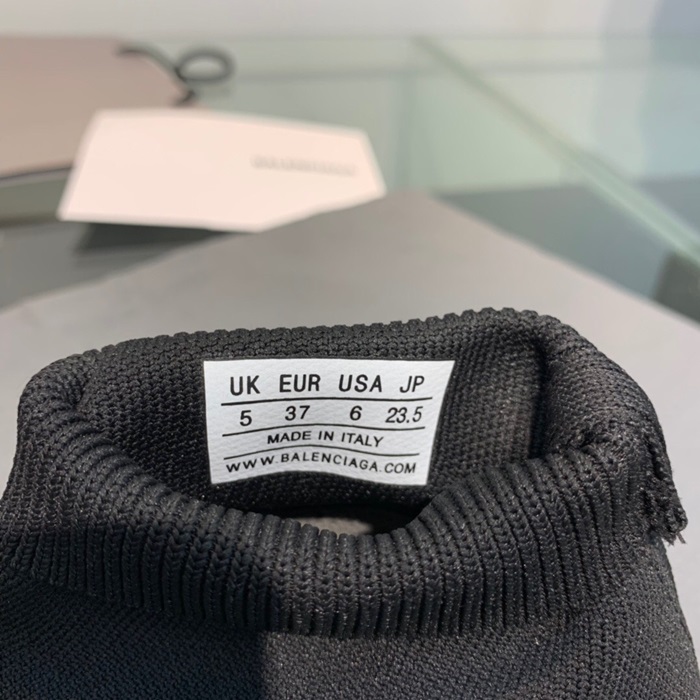 UK EUR USA JP
5 37 6 23.5
MADE IN ITALY
WWW.BALENCIAGA.COM